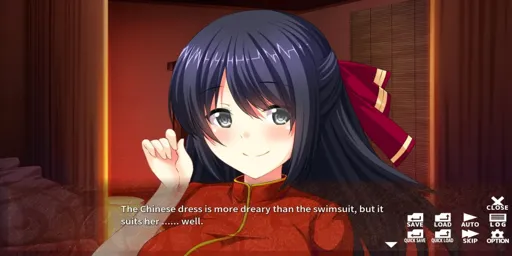 The Chinese dress is more dreary than the swimsuit, but it
suits her ...... well.
CLOSE
SAVE LOAD AUTO LOG
QUICK SAVE QUICK LOAD SKIP OPTION